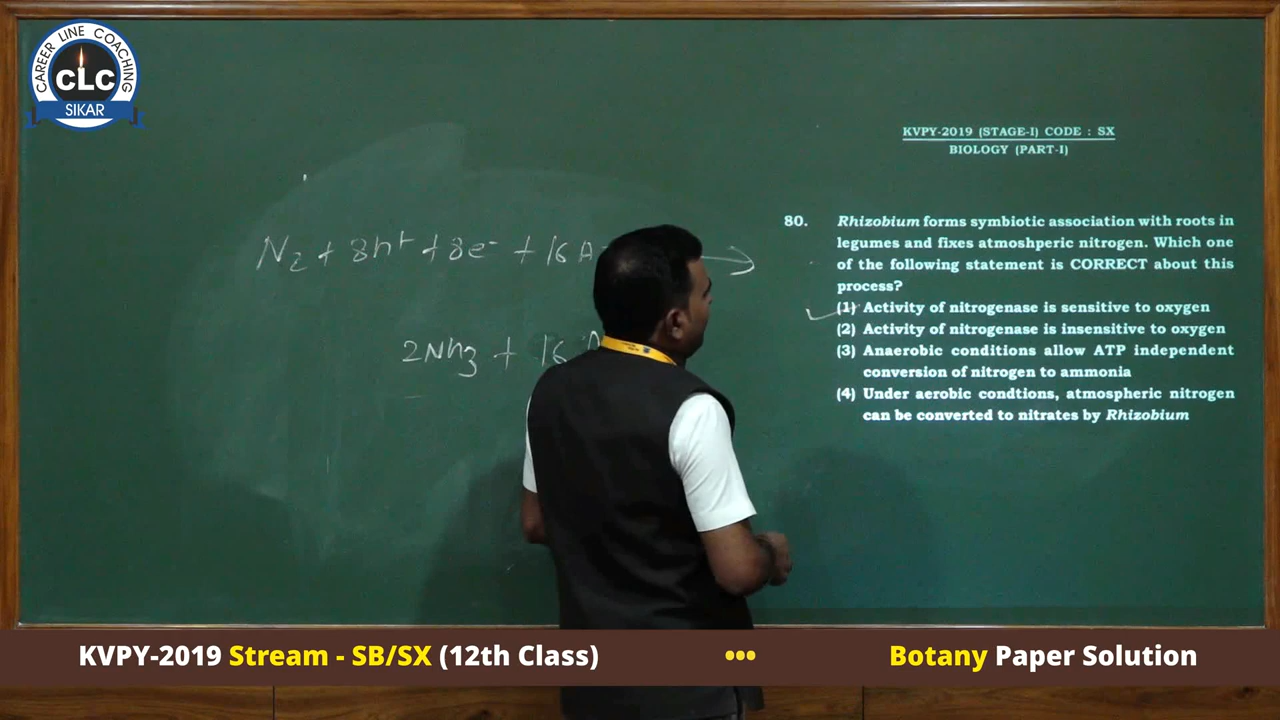 CAREER LINE COACHING
CLC
SIKAR
KVPY-2019 (STAGE-I) CODE : SX
BIOLOGY (PART-I)
80. Rhizobium forms symbiotic association with roots in
legumes and fixes atmoshperic nitrogen. Which one
of the following statement is CORRECT about this
process?
(1) Activity of nitrogenase is sensitive to oxygen
(2) Activity of nitrogenase is insensitive to oxygen
(3) Anaerobic conditions allow ATP independent
conversion of nitrogen to ammonia
(4) Under aerobic condtions, atmospheric nitrogen
can be converted to nitrates by Rhizobium
N2 + 8h+ + 8e- + 16 A →
2Nh3 + 16
KVPY-2019 Stream - SB/SX (12th Class) ••• Botany Paper Solution